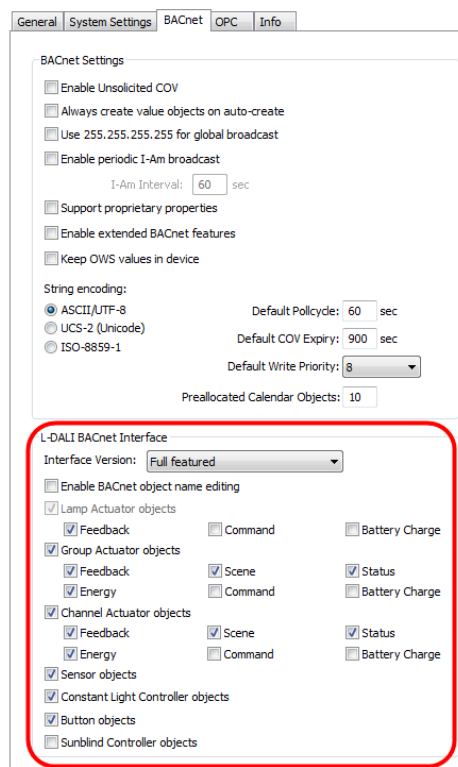 General System Settings BACnet OPC Info
BACnet Settings
Enable Unsolicited COV
Always create value objects on auto-create
Use 255.255.255.255 for global broadcast
Enable periodic I-Am broadcast
I-Am Interval: 60 sec
Support proprietary properties
Enable extended BACnet features
Keep OWS values in device
String encoding:
ASCII/UTF-8 Default Pollcycle: 60 sec
UCS-2 (Unicode)
Default COV Expiry: 900 sec
ISO-8859-1
Default Write Priority: 8
Preallocated Calendar Objects: 10
L-DALI BACnet Interface
Interface Version: Full featured
Enable BACnet object name editing
Lamp Actuator objects
Feedback Command Battery Charge
Group Actuator objects
Feedback Scene Status
Energy Command Battery Charge
Channel Actuator objects
Feedback Scene Status
Energy Command Battery Charge
Sensor objects
Constant Light Controller objects
Button objects
Sunblind Controller objects